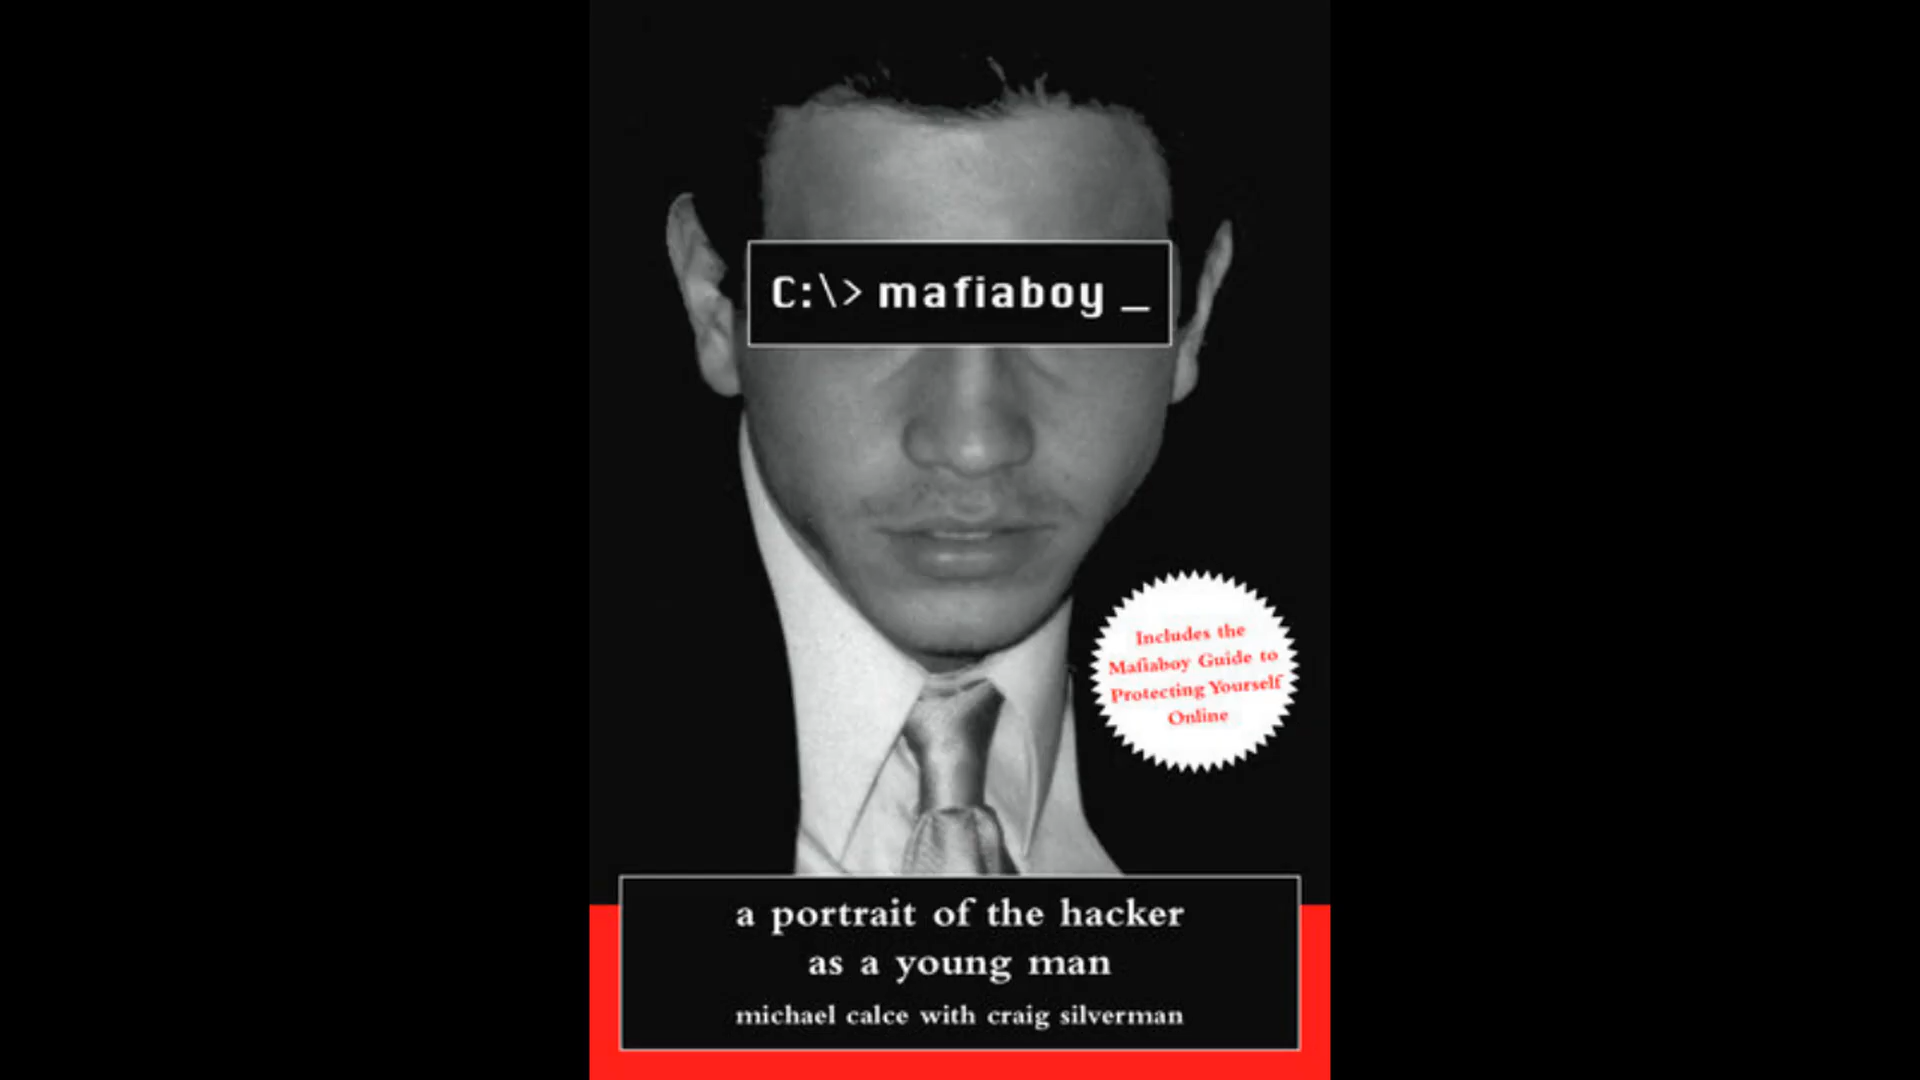 C:\> mafiaboy _
Includes the
Mafiaboy Guide to
Protecting Yourself
Online
a portrait of the hacker
as a young man
michael calce with craig silverman